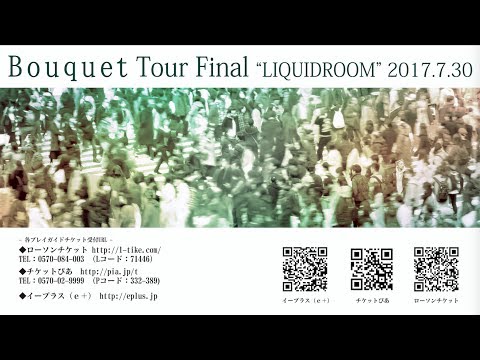 Bouquet Tour Final “LIQUIDROOM” 2017.7.30
- 各プレイガイドチケット受付URL -
◆ローソンチケット http://l-tike.com/
TEL：0570-084-003 （Lコード：71446）
◆チケットぴあ http://pia.jp/t
TEL：0570-02-9999 （Pコード：332-389）
◆イープラス（e＋） http://eplus.jp
イープラス（e＋）
チケットぴあ
ローソンチケット